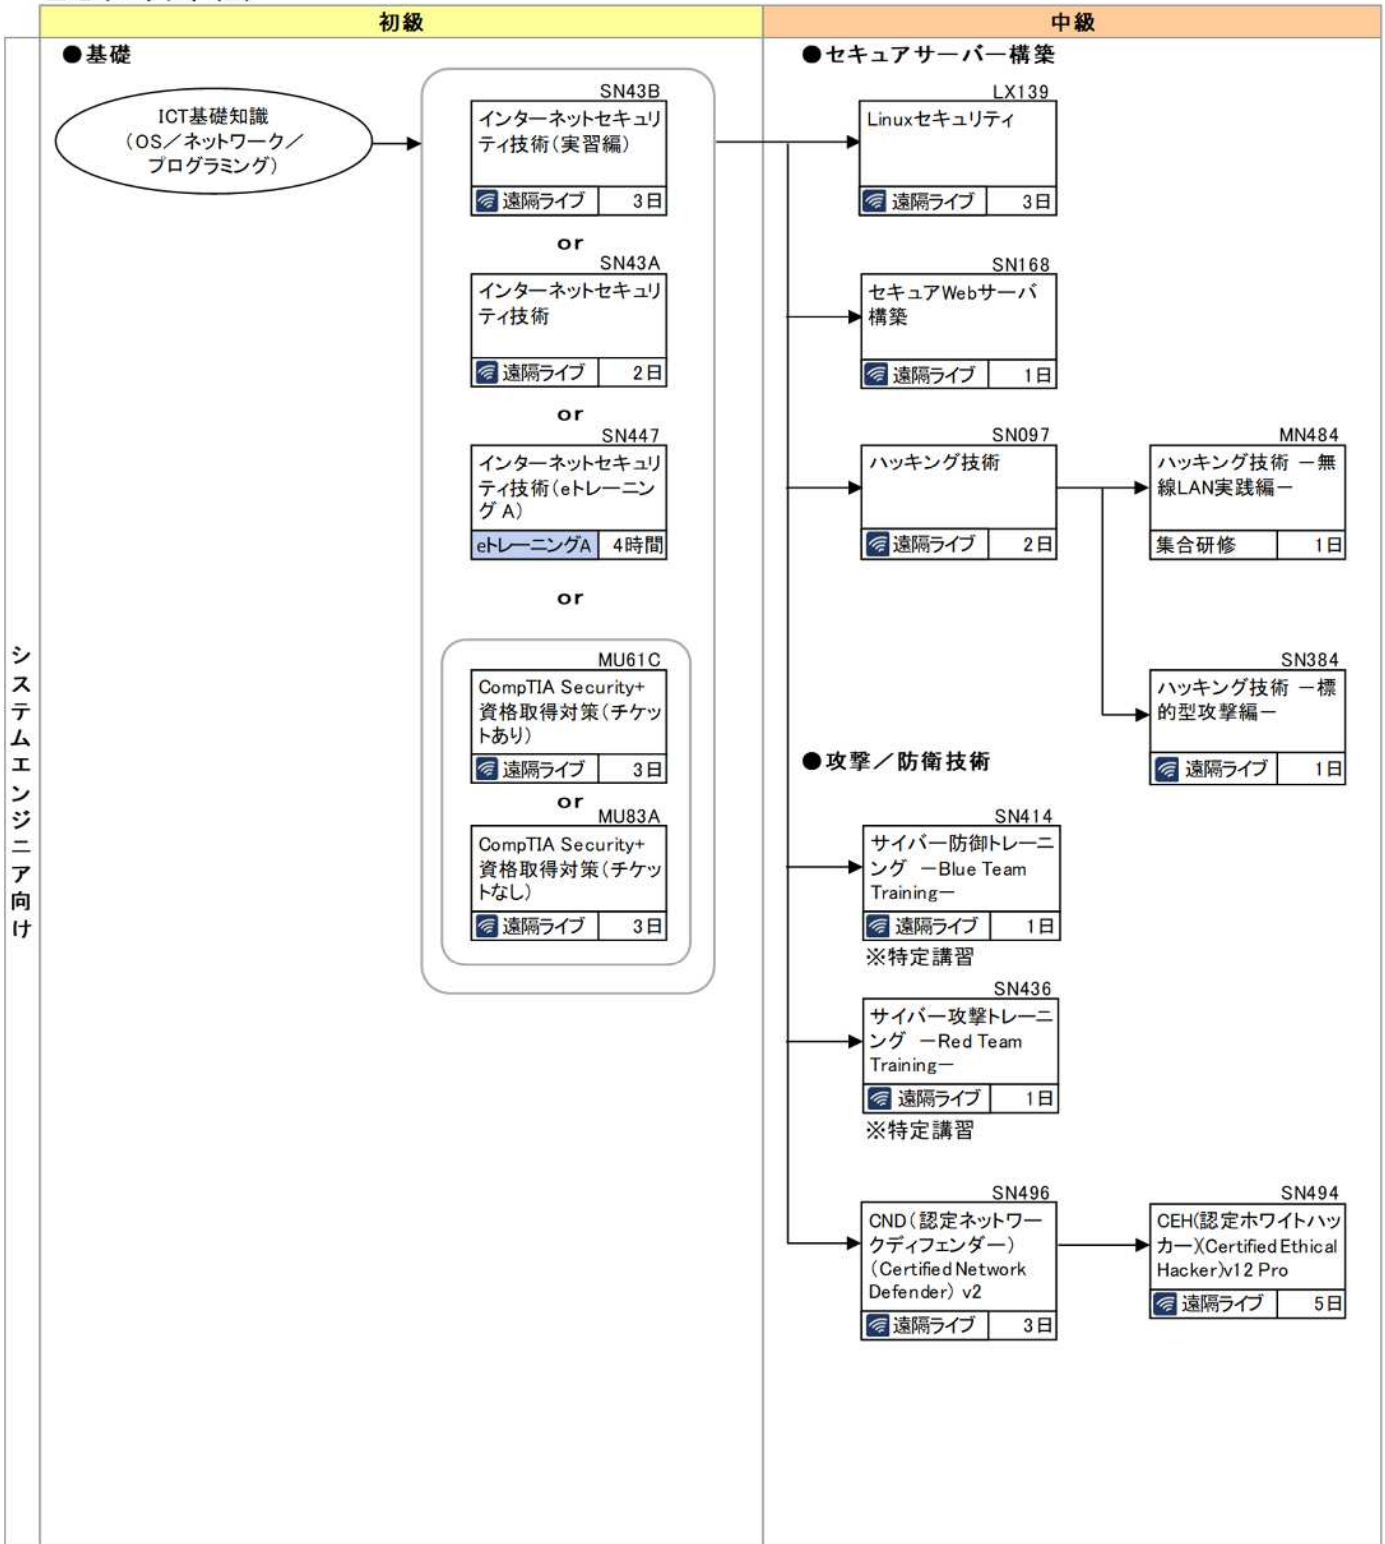 初級
中級
システムエンジニア向け
●基礎
ICT基礎知識
(OS/ネットワーク/
プログラミング)
SN43B
インターネットセキュリ
ティ技術(実習編)
遠隔ライブ 3日
or
SN43A
インターネットセキュリ
ティ技術
遠隔ライブ 2日
or
SN447
インターネットセキュリ
ティ技術(eトレーニン
グ A)
eトレーニングA 4時間
or
MU61C
CompTIA Security+
資格取得対策(チケッ
トあり)
遠隔ライブ 3日
or
MU83A
CompTIA Security+
資格取得対策(チケッ
トなし)
遠隔ライブ 3日
●セキュアサーバー構築
LX139
Linuxセキュリティ
遠隔ライブ 3日
SN168
セキュアWebサーバ
構築
遠隔ライブ 1日
SN097
ハッキング技術
遠隔ライブ 2日
MN484
ハッキング技術 −無
線LAN実践編−
集合研修 1日
SN384
ハッキング技術 −標
的型攻撃編−
遠隔ライブ 1日
●攻撃/防衛技術
SN414
サイバー防御トレーニ
ング −Blue Team
Training−
遠隔ライブ 1日
※特定講習
SN436
サイバー攻撃トレーニ
ング −Red Team
Training−
遠隔ライブ 1日
※特定講習
SN496
CND(認定ネットワー
クディフェンダー)
(Certified Network
Defender) v2
遠隔ライブ 3日
SN494
CEH(認定ホワイトハッ
カー)(Certified Ethical
Hacker)v12 Pro
遠隔ライブ 5日